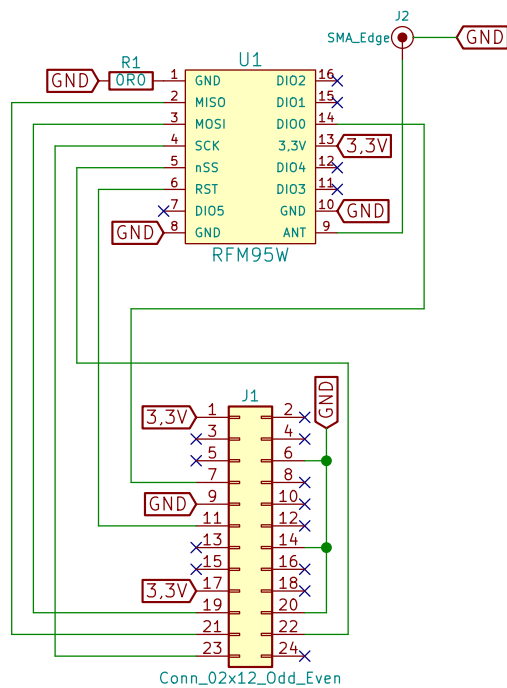 J2
SMA_Edge
GND
U1
R1
GND
0R0
1 GND DIO2 16
2 MISO DIO1 15
3 MOSI DIO0 14
4 SCK 3,3V 13
3,3V
5 nSS DIO4 12
6 RST DIO3 11
7 DIO5 GND 10
GND
GND
8 GND ANT 9
RFM95W
GND
J1
3,3V
1 2
3 4
5 6
7 8
GND
9 10
11 12
13 14
15 16
3,3V
17 18
19 20
21 22
23 24
Conn_02x12_Odd_Even